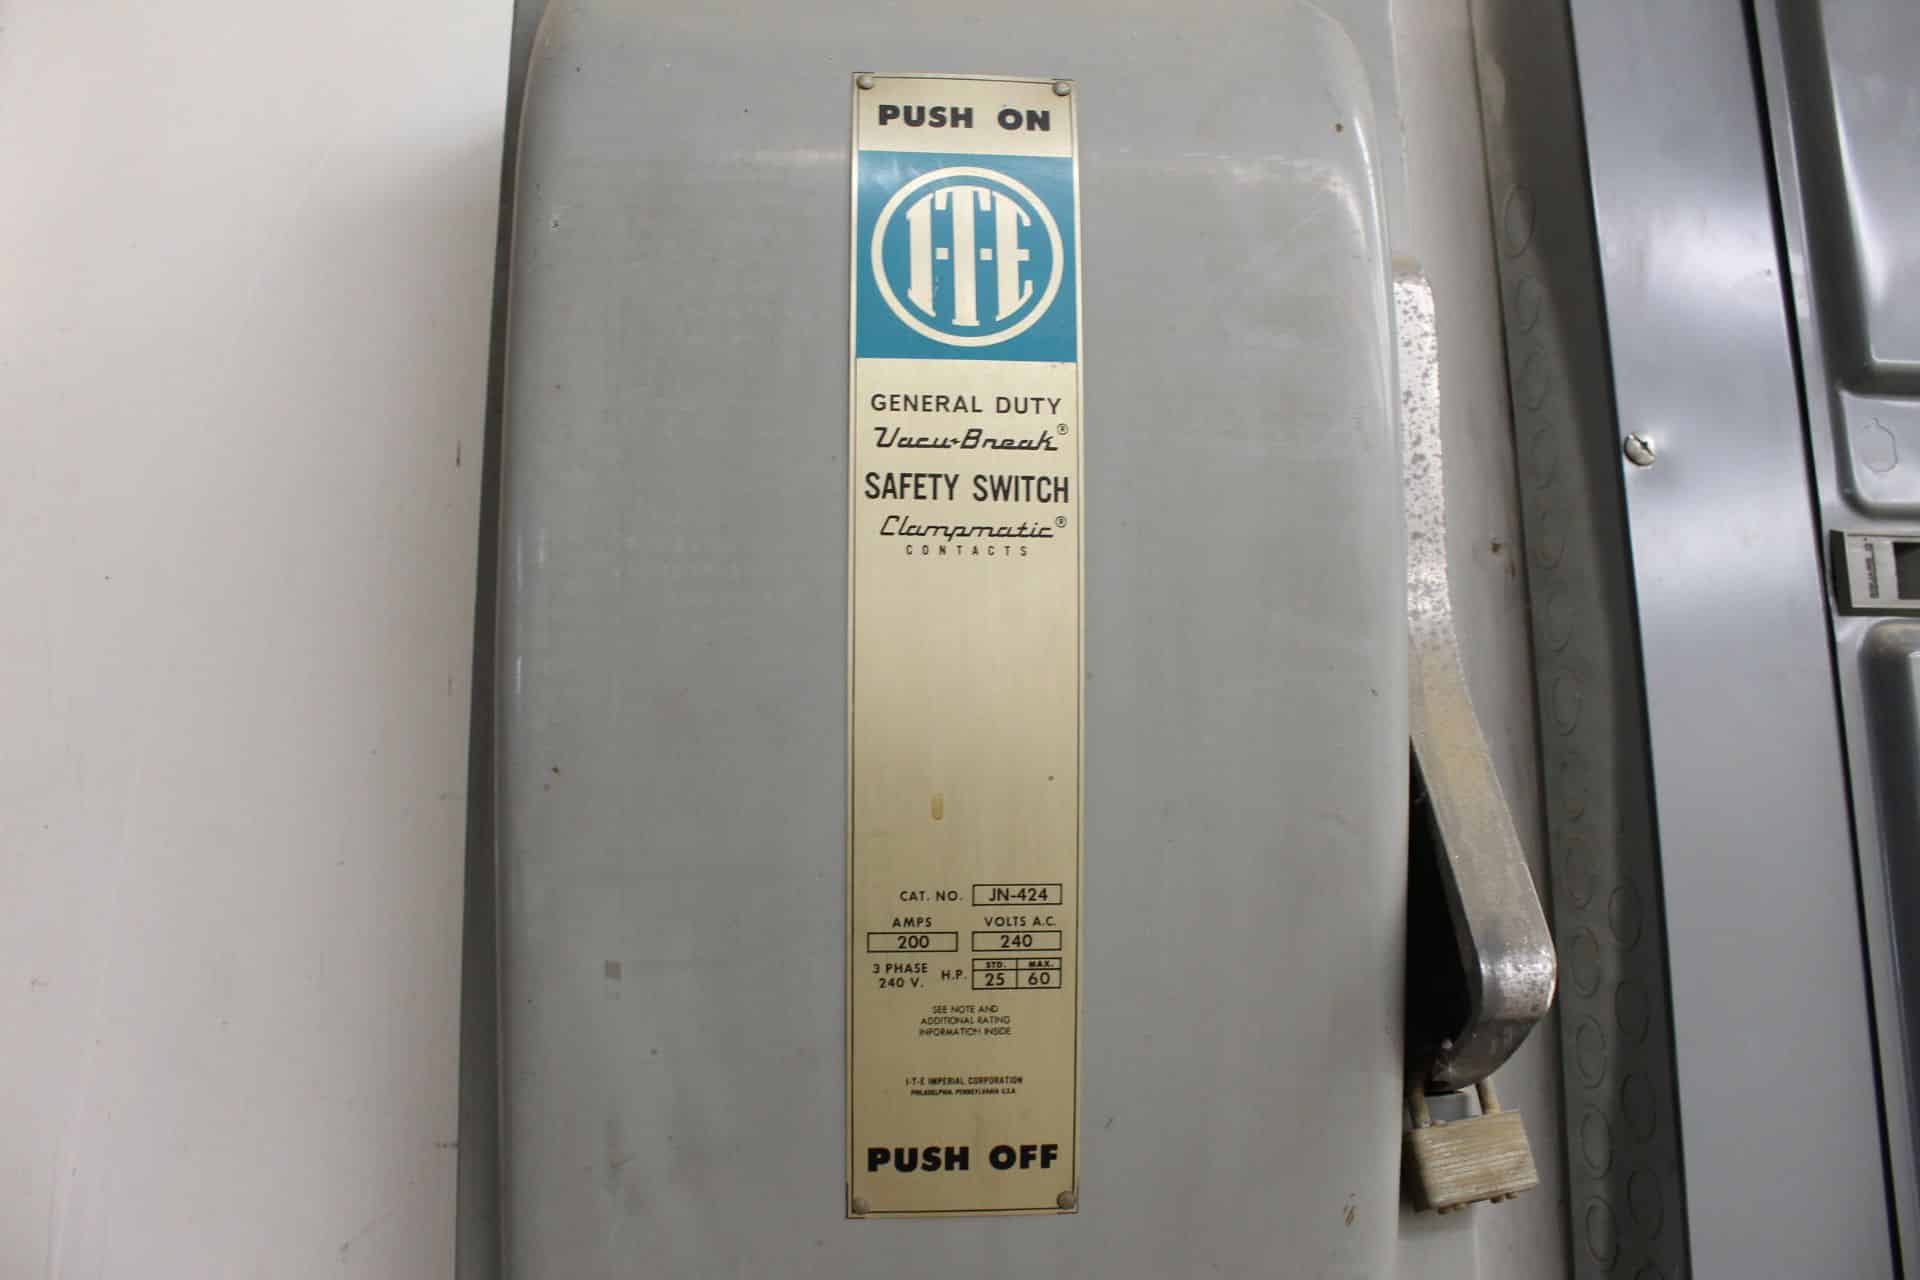 PUSH ON
I-T-E
GENERAL DUTY
Vacu-Break®
SAFETY SWITCH
Clampmatic®
CONTACTS
CAT. NO. JN-424
AMPS VOLTS A.C.
200 240
3 PHASE 240 V. H.P. STD. 25 MAX. 60
SEE NOTE AND
ADDITIONAL RATING
INFORMATION INSIDE
I-T-E IMPERIAL CORPORATION
PHILADELPHIA, PENNSYLVANIA U.S.A.
PUSH OFF